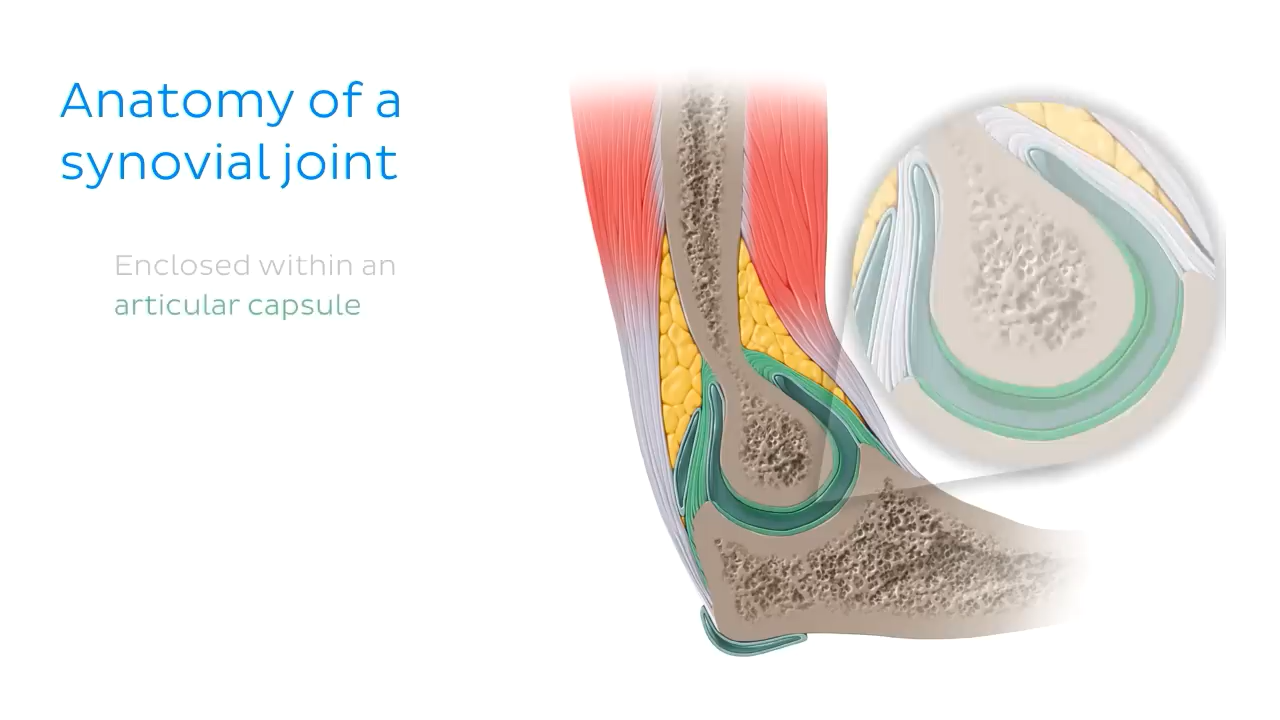 Anatomy of a
synovial joint
Enclosed within an
articular capsule